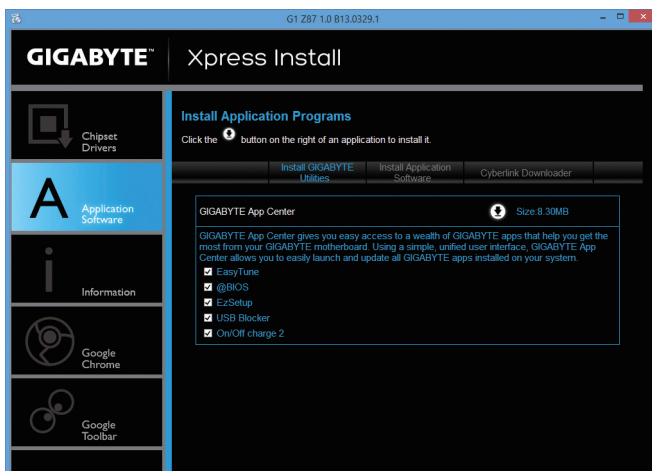 G1 Z87 1.0 B13.0329.1
GIGABYTE™
Xpress Install
Chipset
Drivers
Application
Software
Information
Google
Chrome
Google
Toolbar
Install Application Programs
Click the button on the right of an application to install it.
Install GIGABYTE
Utilities
Install Application
Software
Cyberlink Downloader
GIGABYTE App Center
Size:8.30MB
GIGABYTE App Center gives you easy access to a wealth of GIGABYTE apps that help you get the
most from your GIGABYTE motherboard. Using a simple, unified user interface, GIGABYTE App
Center allows you to easily launch and update all GIGABYTE apps installed on your system.
EasyTune
@BIOS
EzSetup
USB Blocker
On/Off charge 2